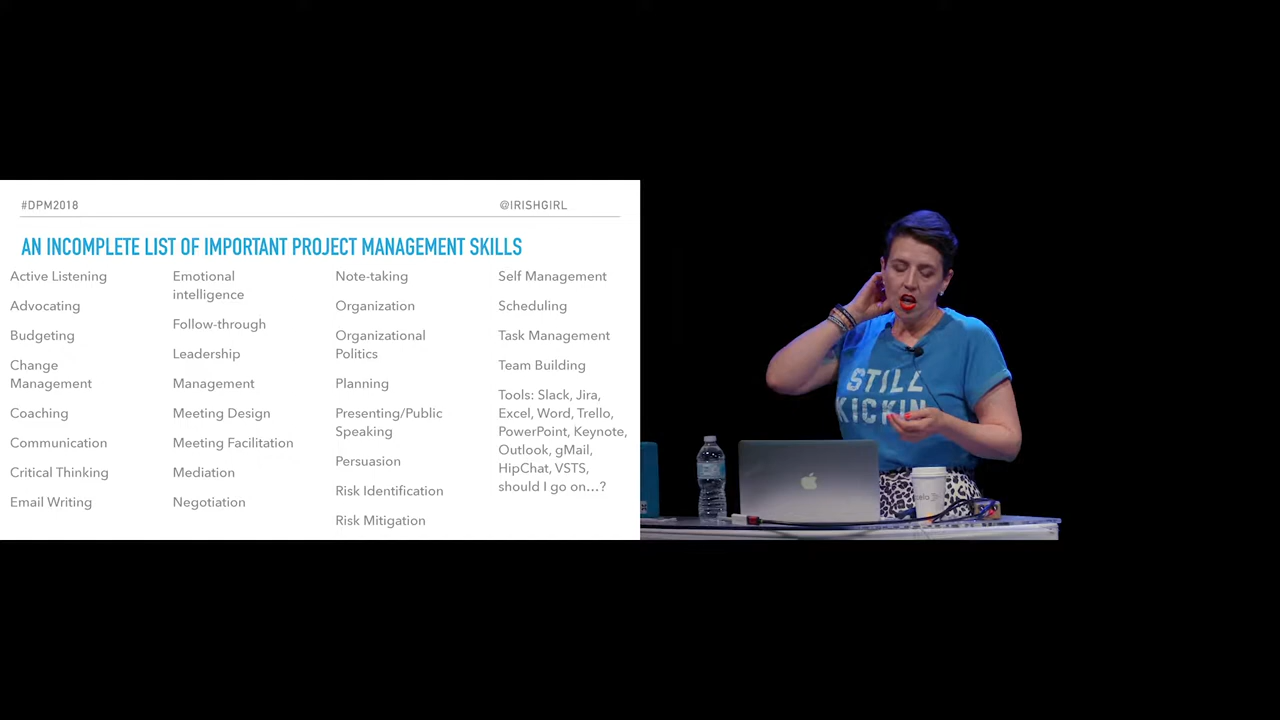 #DPM2018
@IRISHGIRL
AN INCOMPLETE LIST OF IMPORTANT PROJECT MANAGEMENT SKILLS
Active Listening
Advocating
Budgeting
Change
Management
Coaching
Communication
Critical Thinking
Email Writing
Emotional
intelligence
Follow-through
Leadership
Management
Meeting Design
Meeting Facilitation
Mediation
Negotiation
Note-taking
Organization
Organizational
Politics
Planning
Presenting/Public
Speaking
Persuasion
Risk Identification
Risk Mitigation
Self Management
Scheduling
Task Management
Team Building
Tools: Slack, Jira,
Excel, Word, Trello,
PowerPoint, Keynote,
Outlook, gMail,
HipChat, VSTS,
should I go on…?
STILL
KICKIN